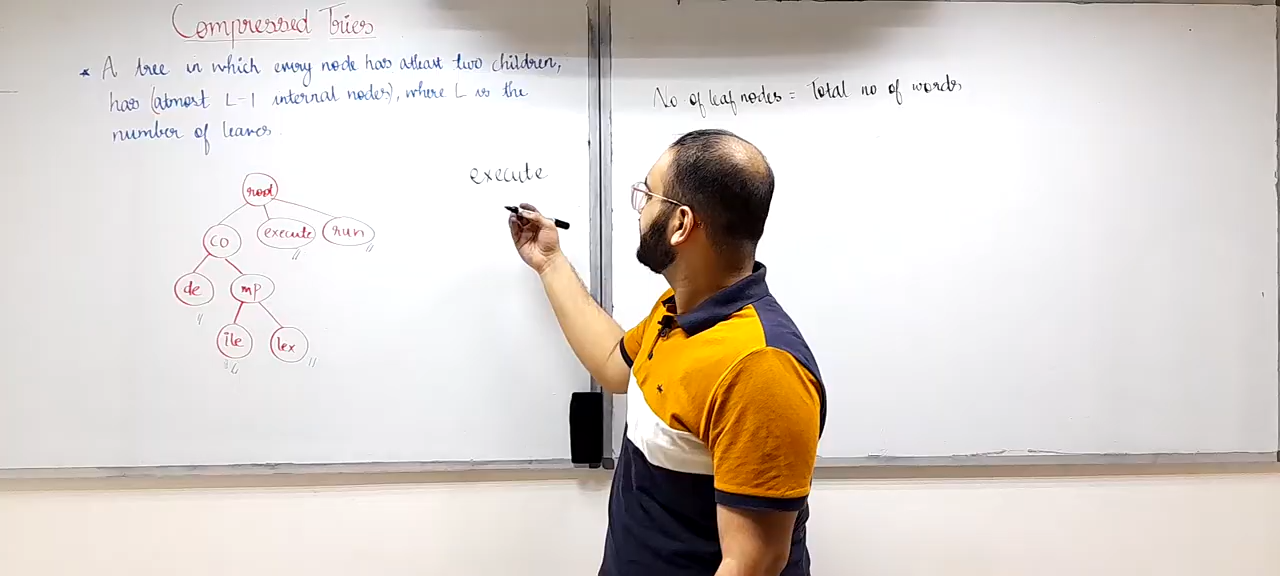 Compressed Tries
* A tree in which every node has atleast two children,
has (atmost L-1 internal nodes), where L is the
number of leaves.
No. of leaf nodes = Total no of words
execute
root
co execute run
de mp
ile lex